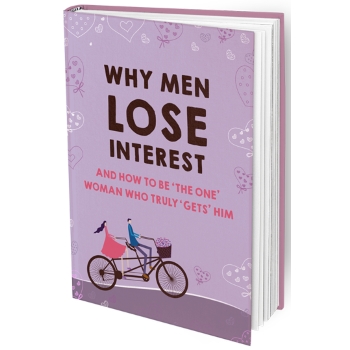 WHY MEN
LOSE
INTEREST
AND HOW TO BE ‘THE ONE’
WOMAN WHO TRULY ‘GETS’ HIM